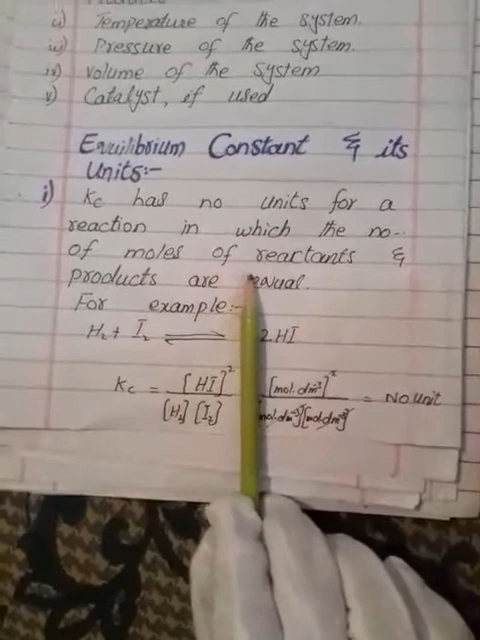 ii) Temperature of the system.
iii) Pressure of the system.
iv) Volume of the system
v) Catalyst, if used
Equilibrium Constant & its
Units:-
i) Kc has no units for a
reaction in which the no.
of moles of reactants &
products are equal.
For example:-
H₂ + I₂ ⇌ 2HI
Kc = [HI]² / [H₂][I₂] [mol.dm⁻³]² / [mol.dm⁻³][mol.dm⁻³] = No unit